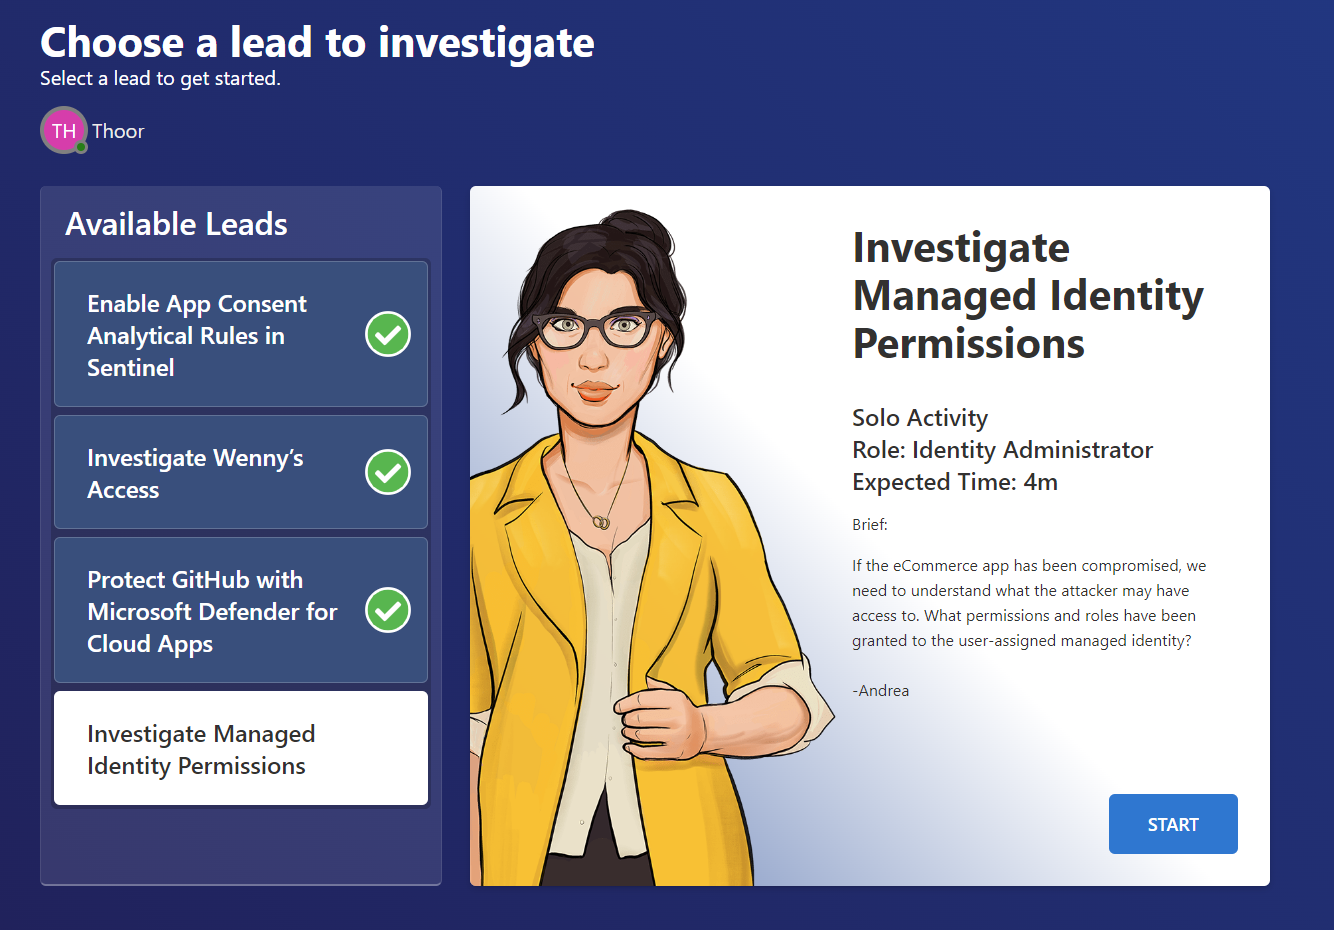 Choose a lead to investigate
Select a lead to get started.
TH Thoor
Available Leads
Enable App Consent
Analytical Rules in
Sentinel
Investigate Wenny’s
Access
Protect GitHub with
Microsoft Defender for
Cloud Apps
Investigate Managed
Identity Permissions
Investigate
Managed Identity
Permissions
Solo Activity
Role: Identity Administrator
Expected Time: 4m
Brief:
If the eCommerce app has been compromised, we
need to understand what the attacker may have
access to. What permissions and roles have been
granted to the user-assigned managed identity?
-Andrea
START